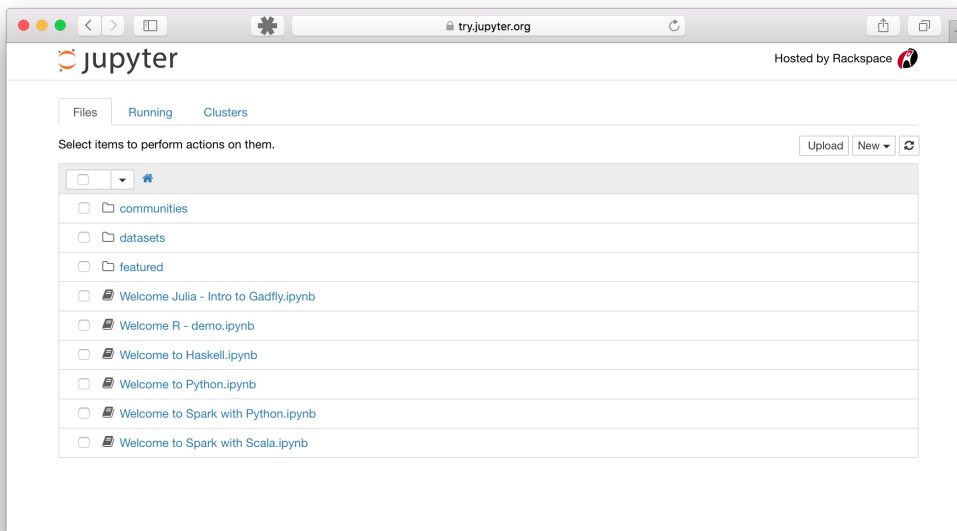 try.jupyter.org
jupyter
Hosted by Rackspace
Files Running Clusters
Select items to perform actions on them.
Upload New
communities
datasets
featured
Welcome Julia - Intro to Gadfly.ipynb
Welcome R - demo.ipynb
Welcome to Haskell.ipynb
Welcome to Python.ipynb
Welcome to Spark with Python.ipynb
Welcome to Spark with Scala.ipynb